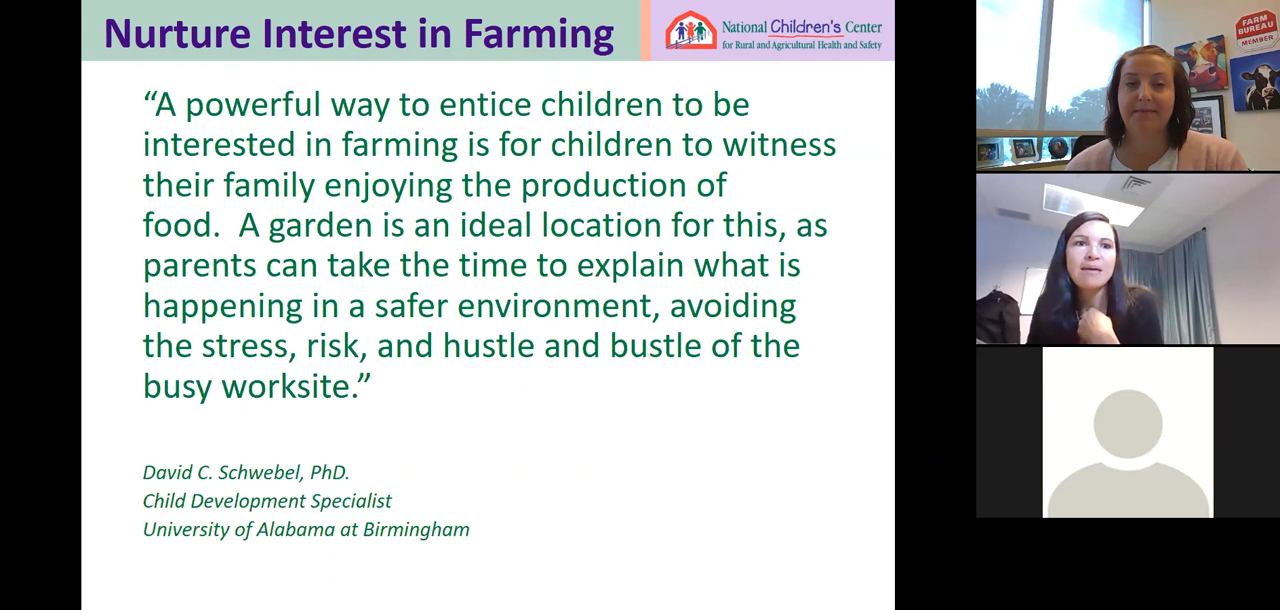 Nurture Interest in Farming
National Children's Center
for Rural and Agricultural Health and Safety
“A powerful way to entice children to be
interested in farming is for children to witness
their family enjoying the production of
food.  A garden is an ideal location for this, as
parents can take the time to explain what is
happening in a safer environment, avoiding
the stress, risk, and hustle and bustle of the
busy worksite.”
David C. Schwebel, PhD.
Child Development Specialist
University of Alabama at Birmingham
FARM
BUREAU
MEMBER